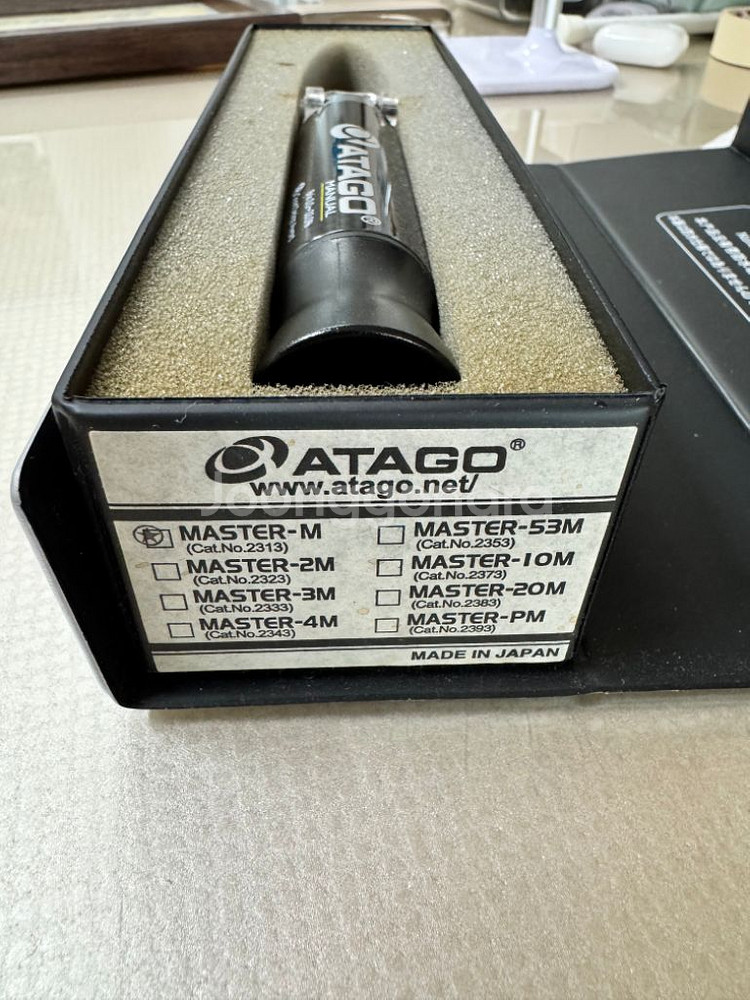 ATAGO®
MANUAL
ATAGO®
www.atago.net/
Joonggonara
MASTER-M
(Cat.No.2313)
MASTER-2M
(Cat.No.2323)
MASTER-3M
(Cat.No.2333)
MASTER-4M
(Cat.No.2343)
MASTER-53M
(Cat.No.2353)
MASTER-10M
(Cat.No.2373)
MASTER-20M
(Cat.No.2383)
MASTER-PM
(Cat.No.2393)
MADE IN JAPAN